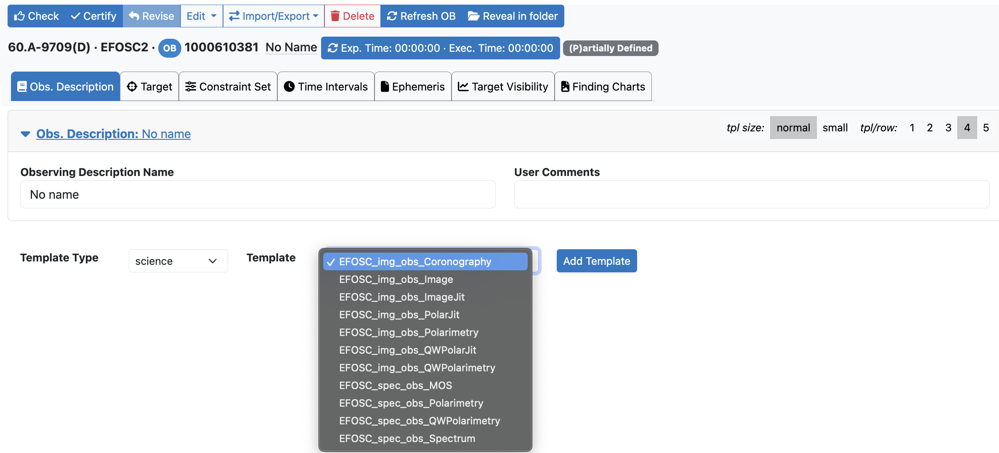 Check Certify Revise Edit Import/Export Delete Refresh OB Reveal in folder
60.A-9709(D) · EFOSC2 · OB 1000610381 No Name Exp. Time: 00:00:00 · Exec. Time: 00:00:00 (P)artially Defined
Obs. Description Target Constraint Set Time Intervals Ephemeris Target Visibility Finding Charts
Obs. Description: No name tpl size: normal small tpl/row: 1 2 3 4 5
Observing Description Name User Comments
No name
Template Type science Template EFOSC_img_obs_Coronography Add Template
EFOSC_img_obs_Image
EFOSC_img_obs_ImageJit
EFOSC_img_obs_PolarJit
EFOSC_img_obs_Polarimetry
EFOSC_img_obs_QWPolarJit
EFOSC_img_obs_QWPolarimetry
EFOSC_spec_obs_MOS
EFOSC_spec_obs_Polarimetry
EFOSC_spec_obs_QWPolarimetry
EFOSC_spec_obs_Spectrum